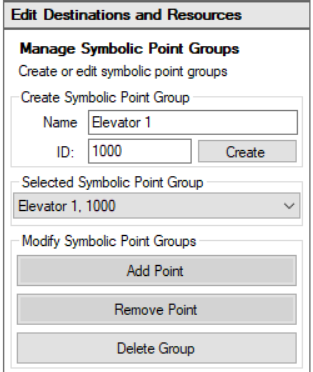 Edit Destinations and Resources
Manage Symbolic Point Groups
Create or edit symbolic point groups
Create Symbolic Point Group
Name Elevator 1
ID: 1000 Create
Selected Symbolic Point Group
Elevator 1, 1000
Modify Symbolic Point Groups
Add Point
Remove Point
Delete Group